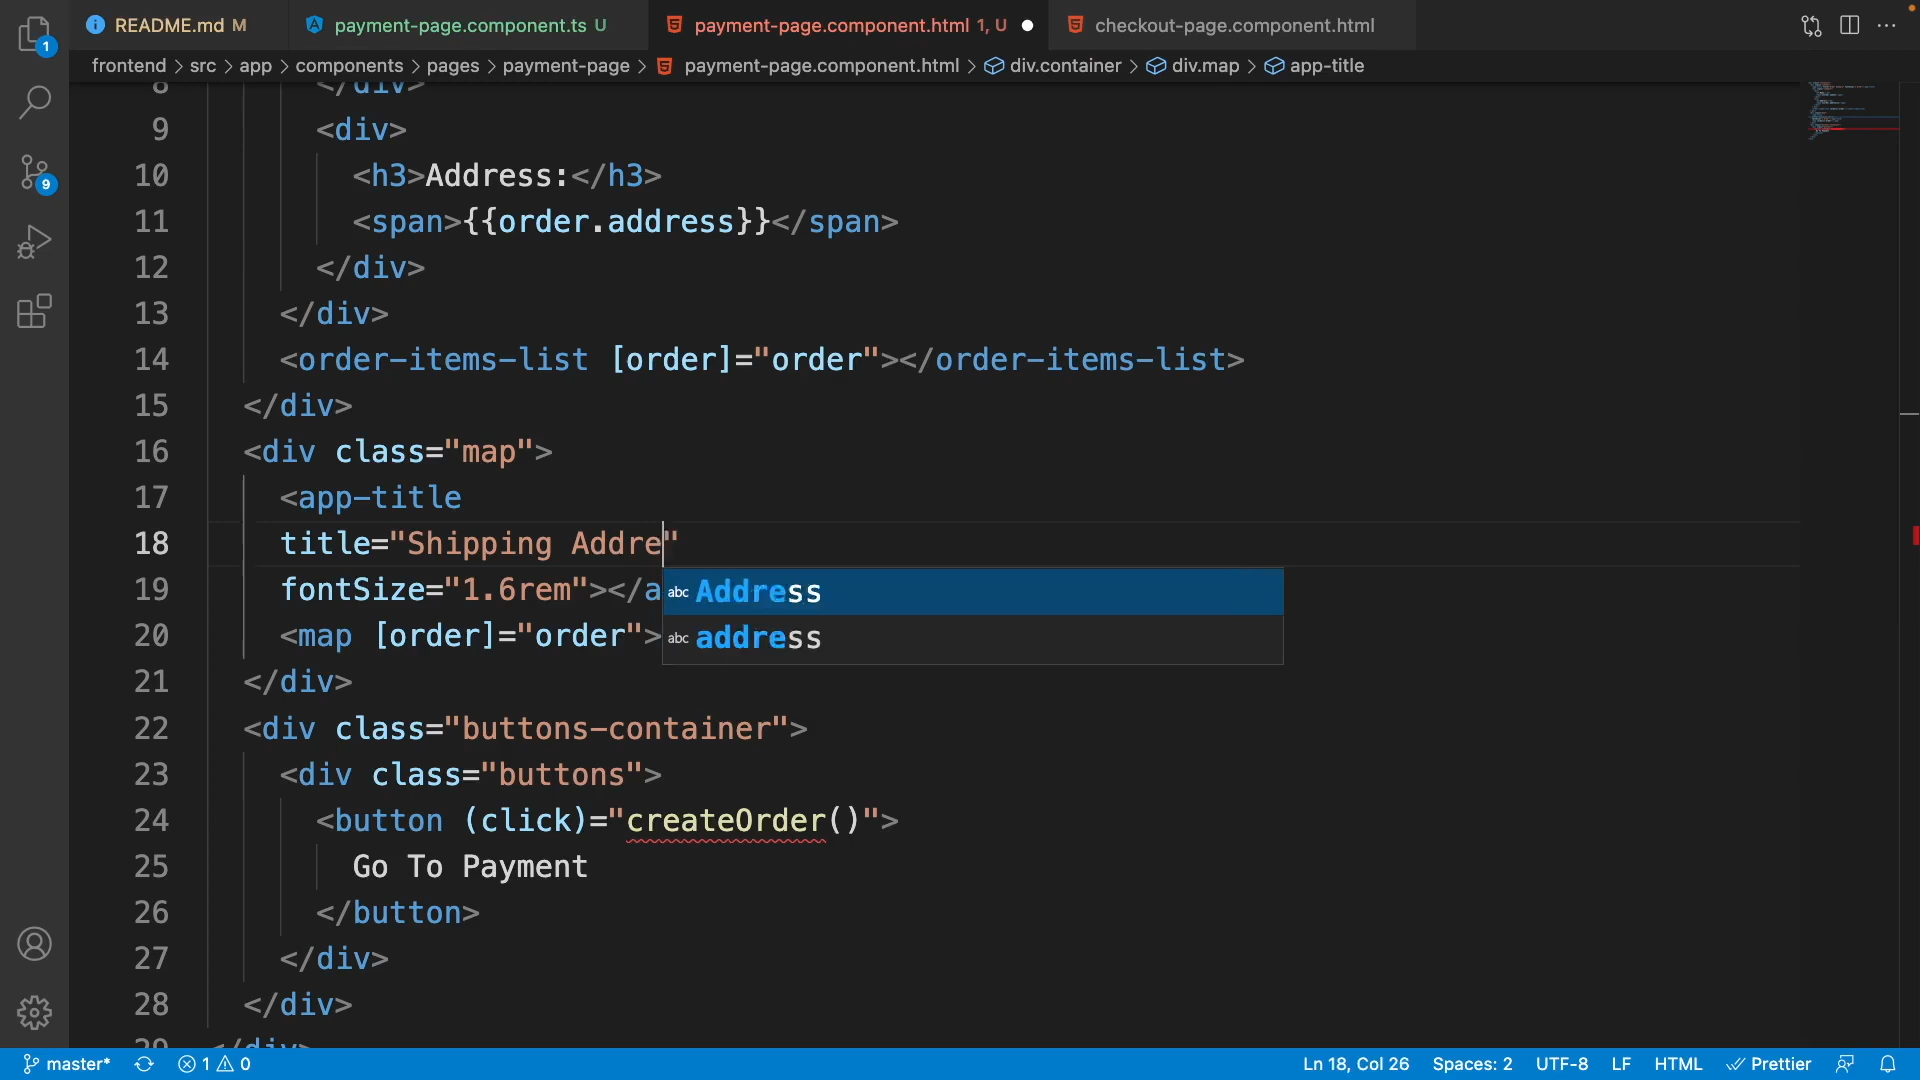 README.md M
payment-page.component.ts U
payment-page.component.html 1, U
checkout-page.component.html
frontend > src > app > components > pages > payment-page > payment-page.component.html > div.container > div.map > app-title
8 </div>
9 <div>
10 <h3>Address:</h3>
11 <span>{{order.address}}</span>
12 </div>
13 </div>
14 <order-items-list [order]="order"></order-items-list>
15 </div>
16 <div class="map">
17 <app-title
18 title="Shipping Addre"
19 fontSize="1.6rem"></a
abc Address
20 <map [order]="order">
abc address
21 </div>
22 <div class="buttons-container">
23 <div class="buttons">
24 <button (click)="createOrder()">
25 Go To Payment
26 </button>
27 </div>
28 </div>
29 </div>
1
9
master* 1 0 Ln 18, Col 26 Spaces: 2 UTF-8 LF HTML Prettier